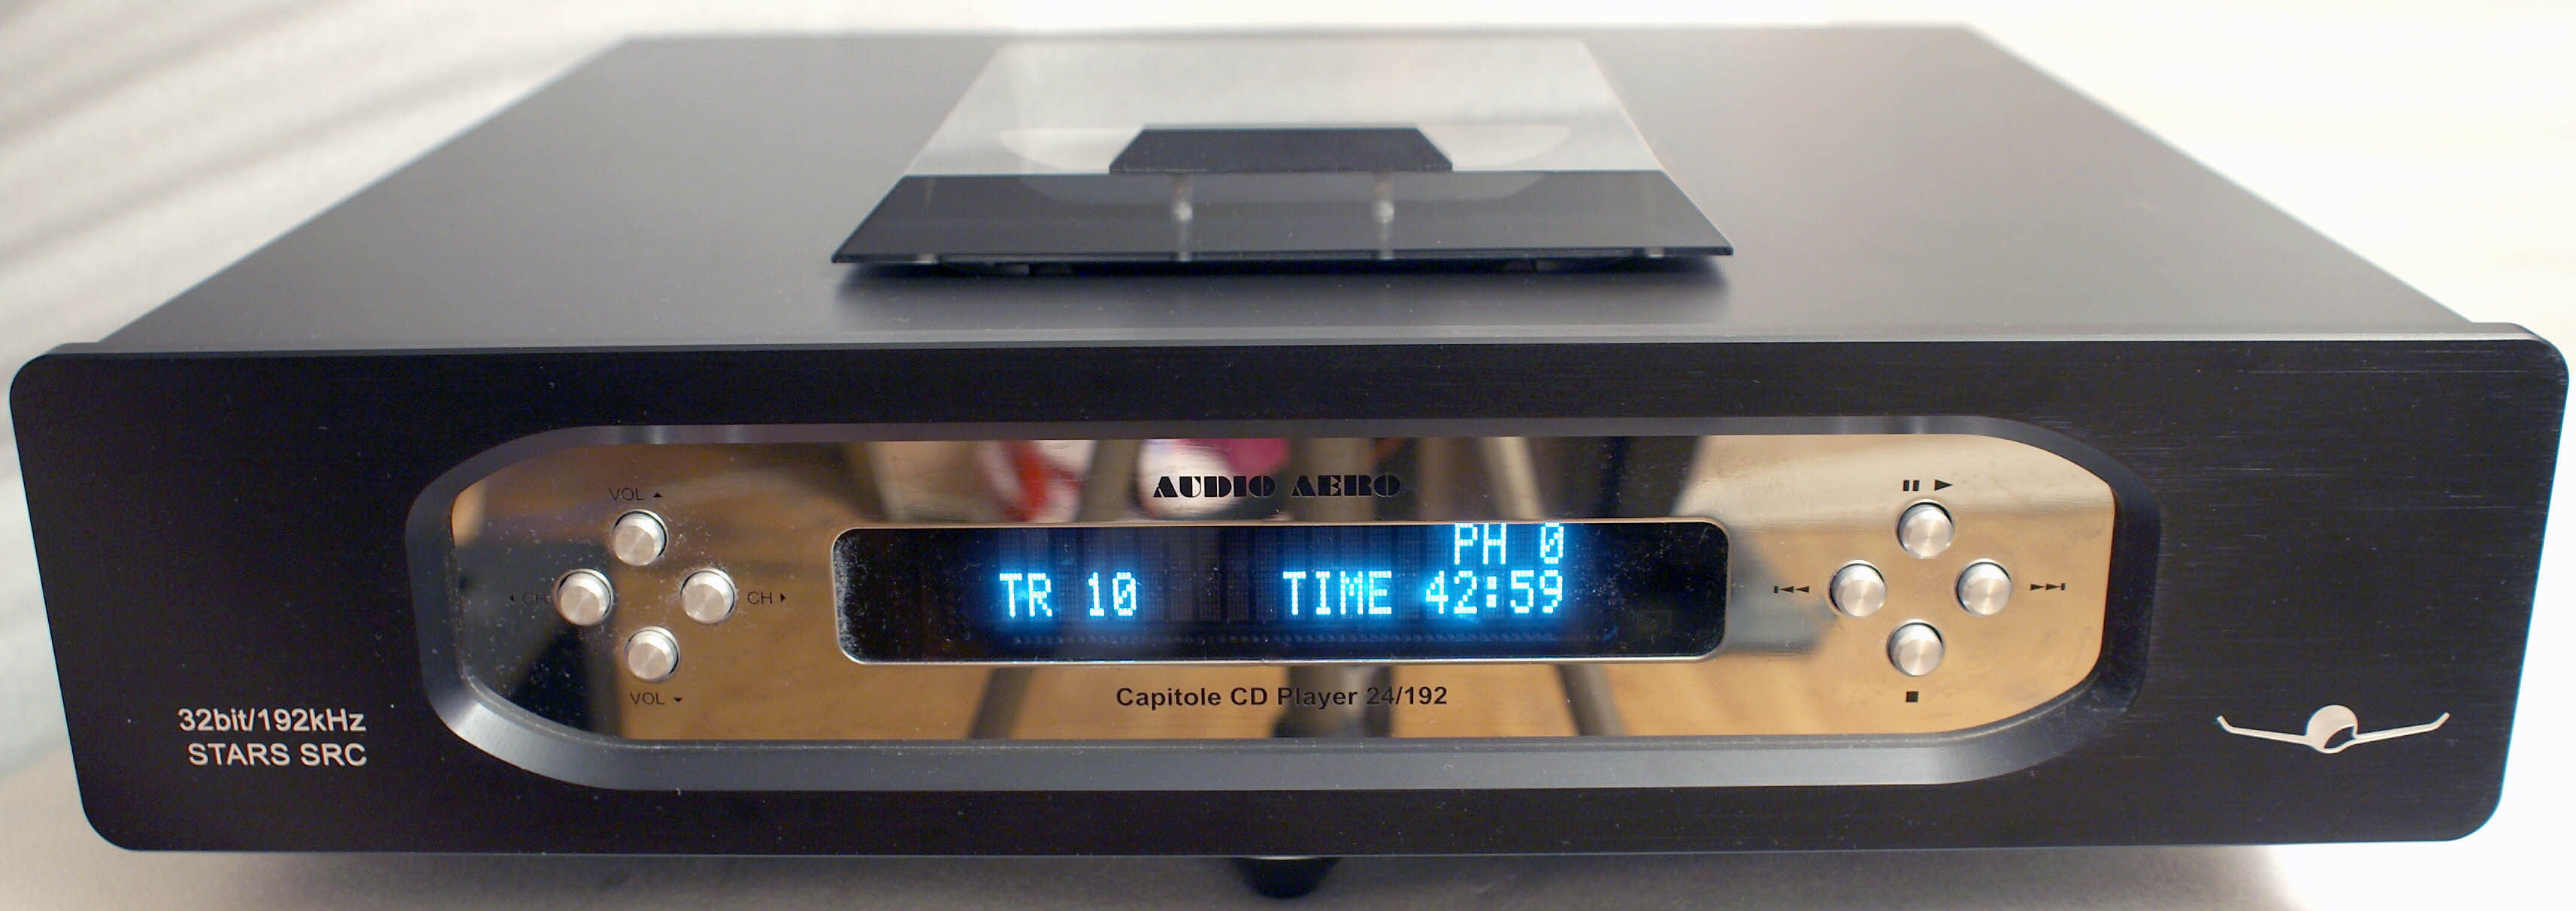 AUDIO AERO
VOL
CH
CH
VOL
PH 0
TR 10 TIME 42:59
Capitole CD Player 24/192
32bit/192kHz
STARS SRC